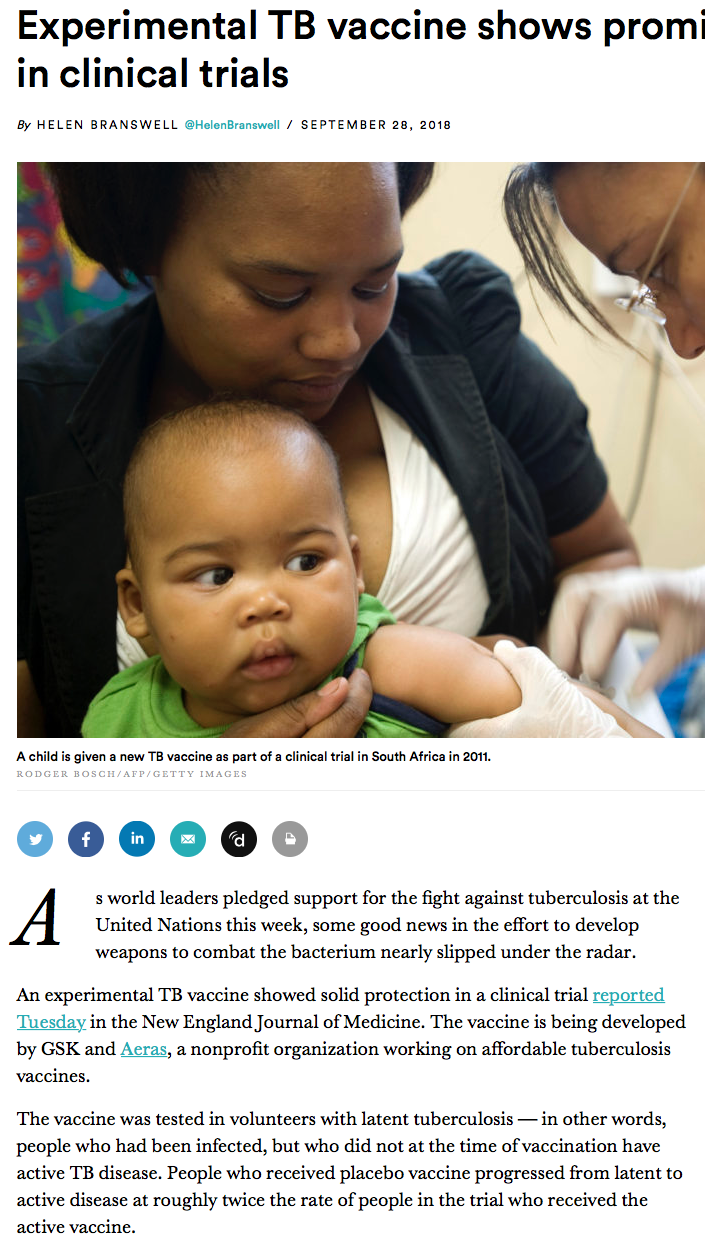 Experimental TB vaccine shows promi
in clinical trials
By HELEN BRANSWELL @HelenBranswell / SEPTEMBER 28, 2018
A child is given a new TB vaccine as part of a clinical trial in South Africa in 2011.
RODGER BOSCH/AFP/GETTY IMAGES
f in d
As world leaders pledged support for the fight against tuberculosis at the
United Nations this week, some good news in the effort to develop
weapons to combat the bacterium nearly slipped under the radar.
An experimental TB vaccine showed solid protection in a clinical trial reported
Tuesday in the New England Journal of Medicine. The vaccine is being developed
by GSK and Aeras, a nonprofit organization working on affordable tuberculosis
vaccines.
The vaccine was tested in volunteers with latent tuberculosis — in other words,
people who had been infected, but who did not at the time of vaccination have
active TB disease. People who received placebo vaccine progressed from latent to
active disease at roughly twice the rate of people in the trial who received the
active vaccine.